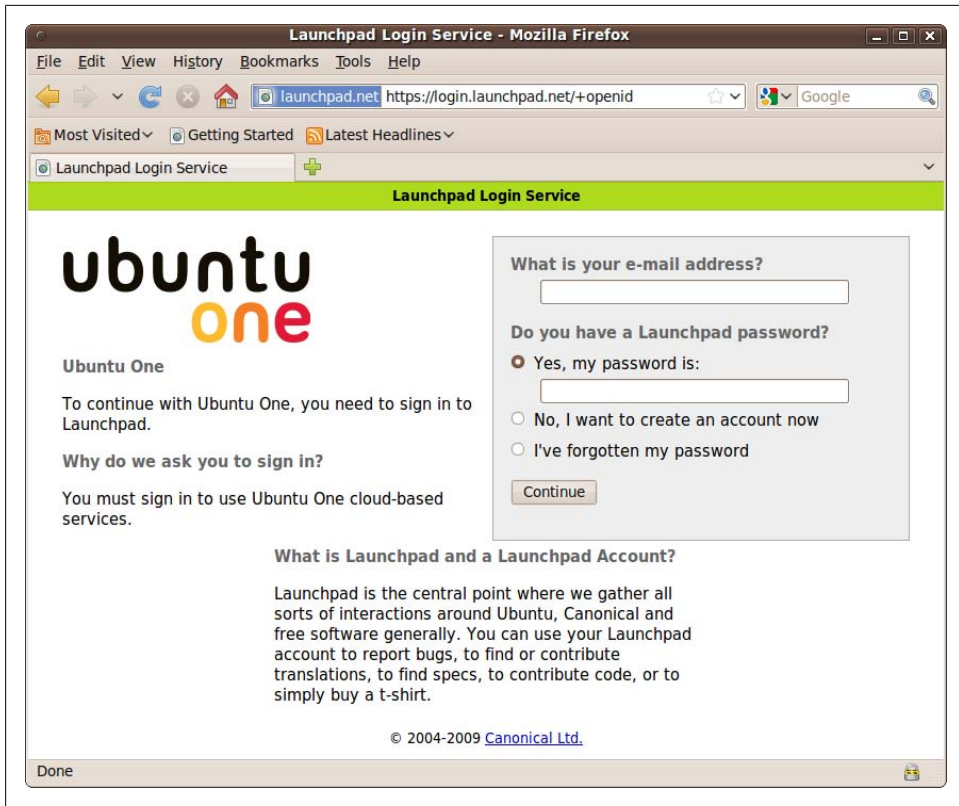 Launchpad Login Service - Mozilla Firefox
File Edit View History Bookmarks Tools Help
launchpad.net https://login.launchpad.net/+openid Google
Most Visited Getting Started Latest Headlines
Launchpad Login Service
Launchpad Login Service
ubuntu
one
Ubuntu One
To continue with Ubuntu One, you need to sign in to
Launchpad.
Why do we ask you to sign in?
You must sign in to use Ubuntu One cloud-based
services.
What is your e-mail address?
Do you have a Launchpad password?
Yes, my password is:
No, I want to create an account now
I've forgotten my password
Continue
What is Launchpad and a Launchpad Account?
Launchpad is the central point where we gather all
sorts of interactions around Ubuntu, Canonical and
free software generally. You can use your Launchpad
account to report bugs, to find or contribute
translations, to find specs, to contribute code, or to
simply buy a t-shirt.
© 2004-2009 Canonical Ltd.
Done